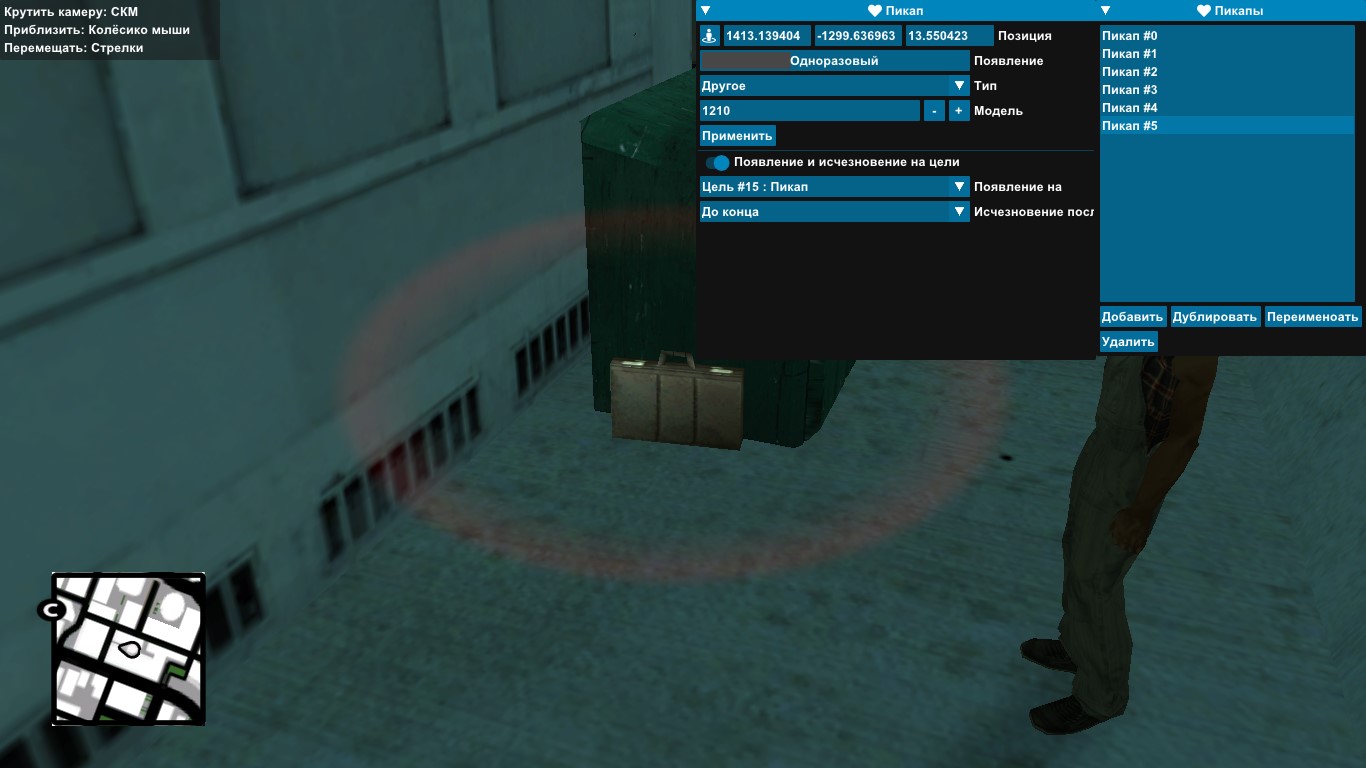 Крутить камеру: СКМ
Приблизить: Колёсико мыши
Перемещать: Стрелки
Пикап
1413.139404 -1299.636963 13.550423 Позиция
Одноразовый Появление
Другое Тип
1210 - + Модель
Применить
Появление и исчезновение на цели
Цель #15 : Пикап Появление на
До конца Исчезновение посл
Пикапы
Пикап #0
Пикап #1
Пикап #2
Пикап #3
Пикап #4
Пикап #5
Добавить Дублировать Переименоать
Удалить
C